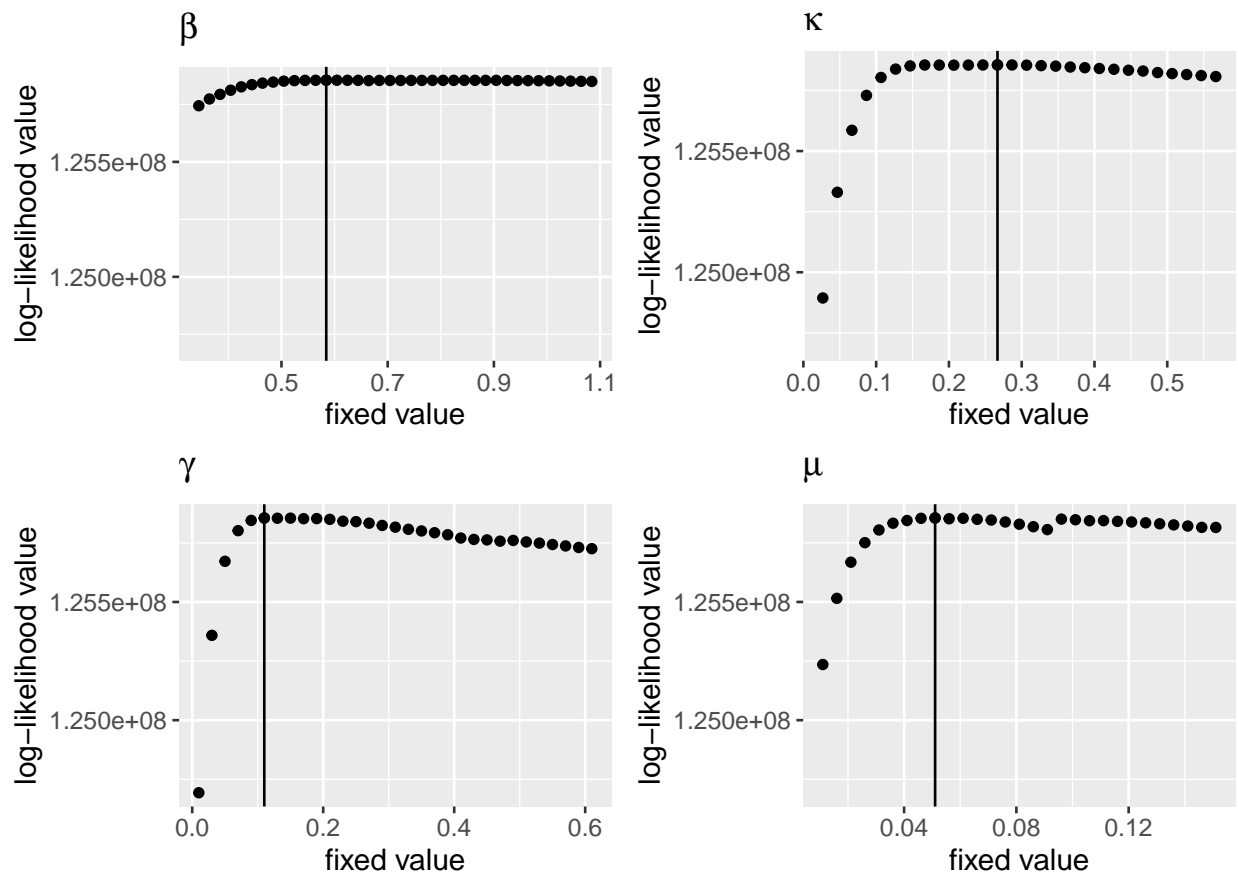 β
log−likelihood value
1.255e+08
1.250e+08
0.5 0.7 0.9 1.1
fixed value
κ
log−likelihood value
1.255e+08
1.250e+08
0.0 0.1 0.2 0.3 0.4 0.5
fixed value
γ
log−likelihood value
1.255e+08
1.250e+08
0.0 0.2 0.4 0.6
fixed value
μ
log−likelihood value
1.255e+08
1.250e+08
0.04 0.08 0.12
fixed value